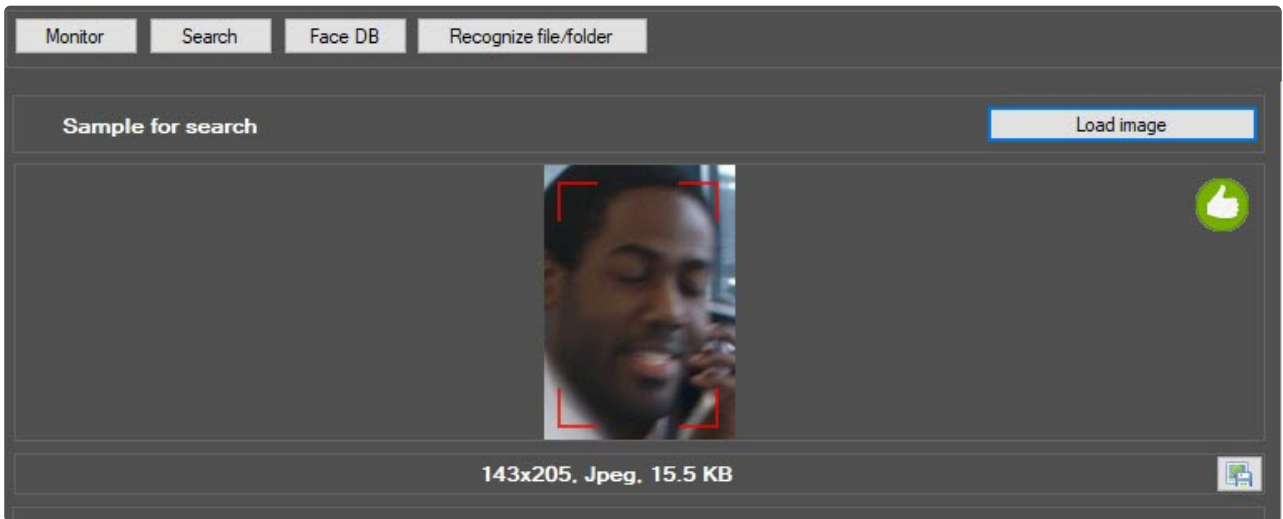 Monitor Search Face DB Recognize file/folder
Sample for search Load image
143x205, Jpeg, 15.5 KB